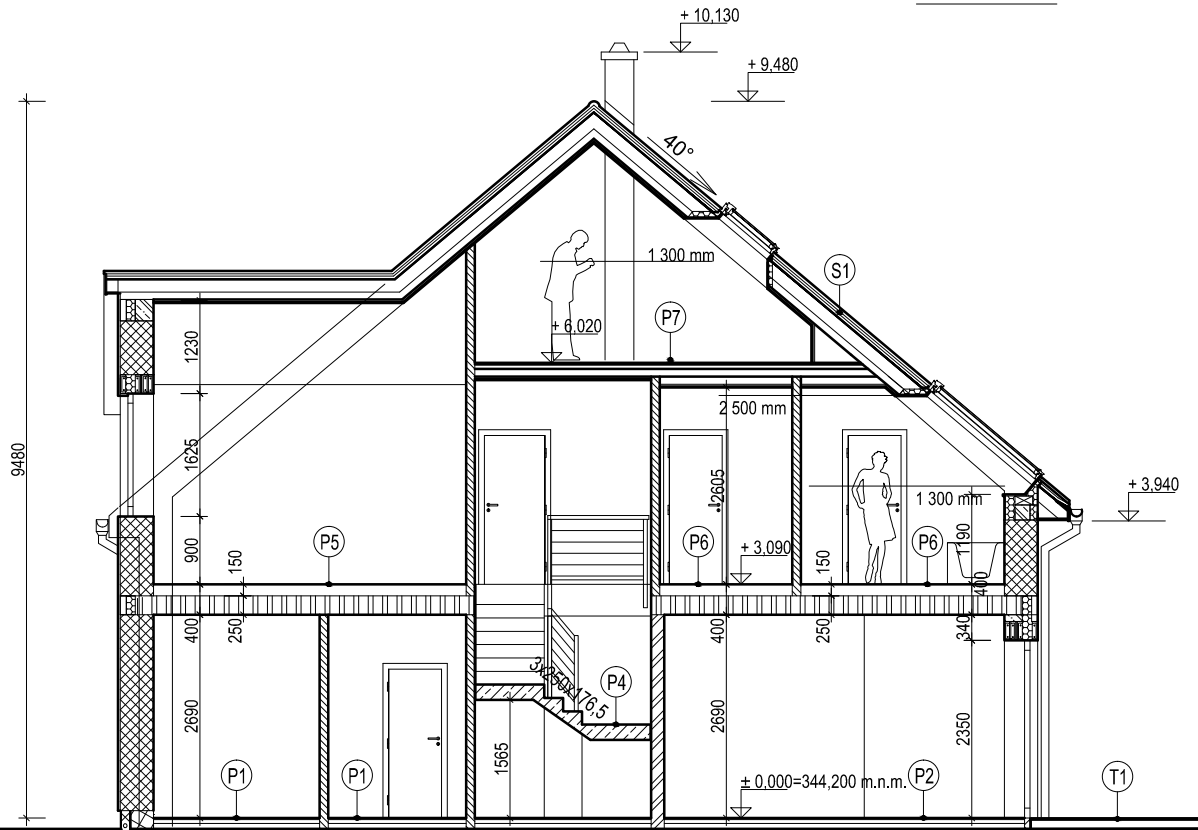 + 10,130
+ 9,480
40°
1 300 mm
S1
+ 6,020
P7
1230
2 500 mm
9480
1625
2605
1 300 mm
+ 3,940
1190
900
150
P5
P6
+ 3,090
150
P6
400
400
250
400
250
340
3x250x176,5
P4
2690
1565
2690
2350
P1
P1
± 0,000=344,200 m.n.m.
P2
T1